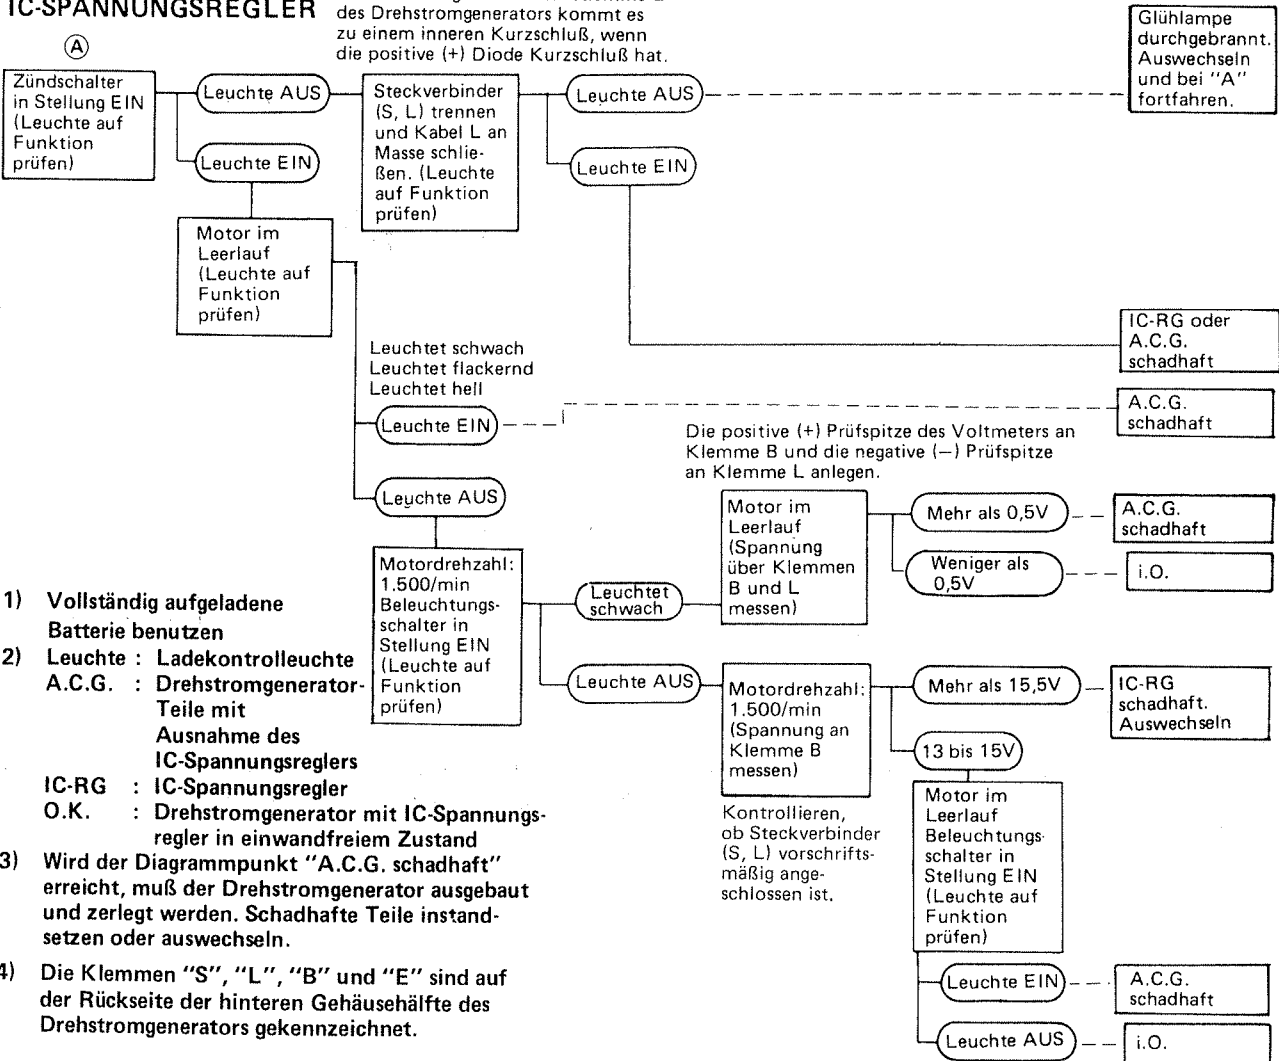 IC-SPANNUNGSREGLER
des Drehstromgenerators kommt es
zu einem inneren Kurzschluß, wenn
die positive (+) Diode Kurzschluß hat.
A
Zündschalter
in Stellung EIN
(Leuchte auf
Funktion
prüfen)
Leuchte AUS
Leuchte EIN
Steckverbinder
(S, L) trennen
und Kabel L an
Masse schlie-
ßen. (Leuchte
auf Funktion
prüfen)
Leuchte AUS
Leuchte EIN
Glühlampe
durchgebrannt.
Auswechseln
und bei "A"
fortfahren.
Motor im
Leerlauf
(Leuchte auf
Funktion
prüfen)
IC-RG oder
A.C.G.
schadhaft
Leuchtet schwach
Leuchtet flackernd
Leuchtet hell
Leuchte EIN
A.C.G.
schadhaft
Die positive (+) Prüfspitze des Voltmeters an
Klemme B und die negative (−) Prüfspitze
an Klemme L anlegen.
Leuchte AUS
Motor im
Leerlauf
(Spannung
über Klemmen
B und L
messen)
Mehr als 0,5V
A.C.G.
schadhaft
Weniger als
0,5V
i.O.
Motordrehzahl:
1.500/min
Beleuchtungs-
schalter in
Stellung EIN
(Leuchte auf
Funktion
prüfen)
Leuchtet
schwach
Leuchte AUS
Motordrehzahl:
1.500/min
(Spannung an
Klemme B
messen)
Mehr als 15,5V
IC-RG
schadhaft.
Auswechseln
13 bis 15V
Kontrollieren,
ob Steckverbinder
(S, L) vorschrifts-
mäßig ange-
schlossen ist.
Motor im
Leerlauf
Beleuchtungs-
schalter in
Stellung EIN
(Leuchte auf
Funktion
prüfen)
Leuchte EIN
A.C.G.
schadhaft
Leuchte AUS
i.O.
1) Vollständig aufgeladene
Batterie benutzen
2) Leuchte : Ladekontrolleuchte
A.C.G. : Drehstromgenerator-
Teile mit
Ausnahme des
IC-Spannungsreglers
IC-RG : IC-Spannungsregler
O.K. : Drehstromgenerator mit IC-Spannungs-
regler in einwandfreiem Zustand
3) Wird der Diagrammpunkt "A.C.G. schadhaft"
erreicht, muß der Drehstromgenerator ausgebaut
und zerlegt werden. Schadhafte Teile instand-
setzen oder auswechseln.
4) Die Klemmen "S", "L", "B" und "E" sind auf
der Rückseite der hinteren Gehäusehälfte des
Drehstromgenerators gekennzeichnet.